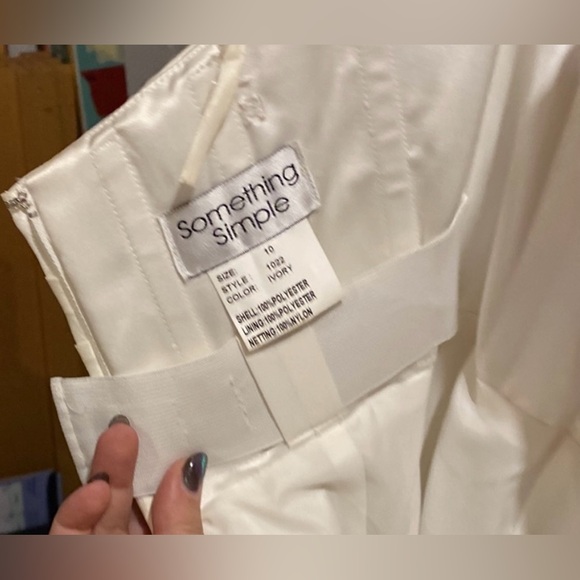 Something
Simple
SIZE: 10
STYLE: 1022
COLOR: IVORY
SHELL:100%POLYESTER
LINING:100%POLYESTER
NETTING:100%NYLON